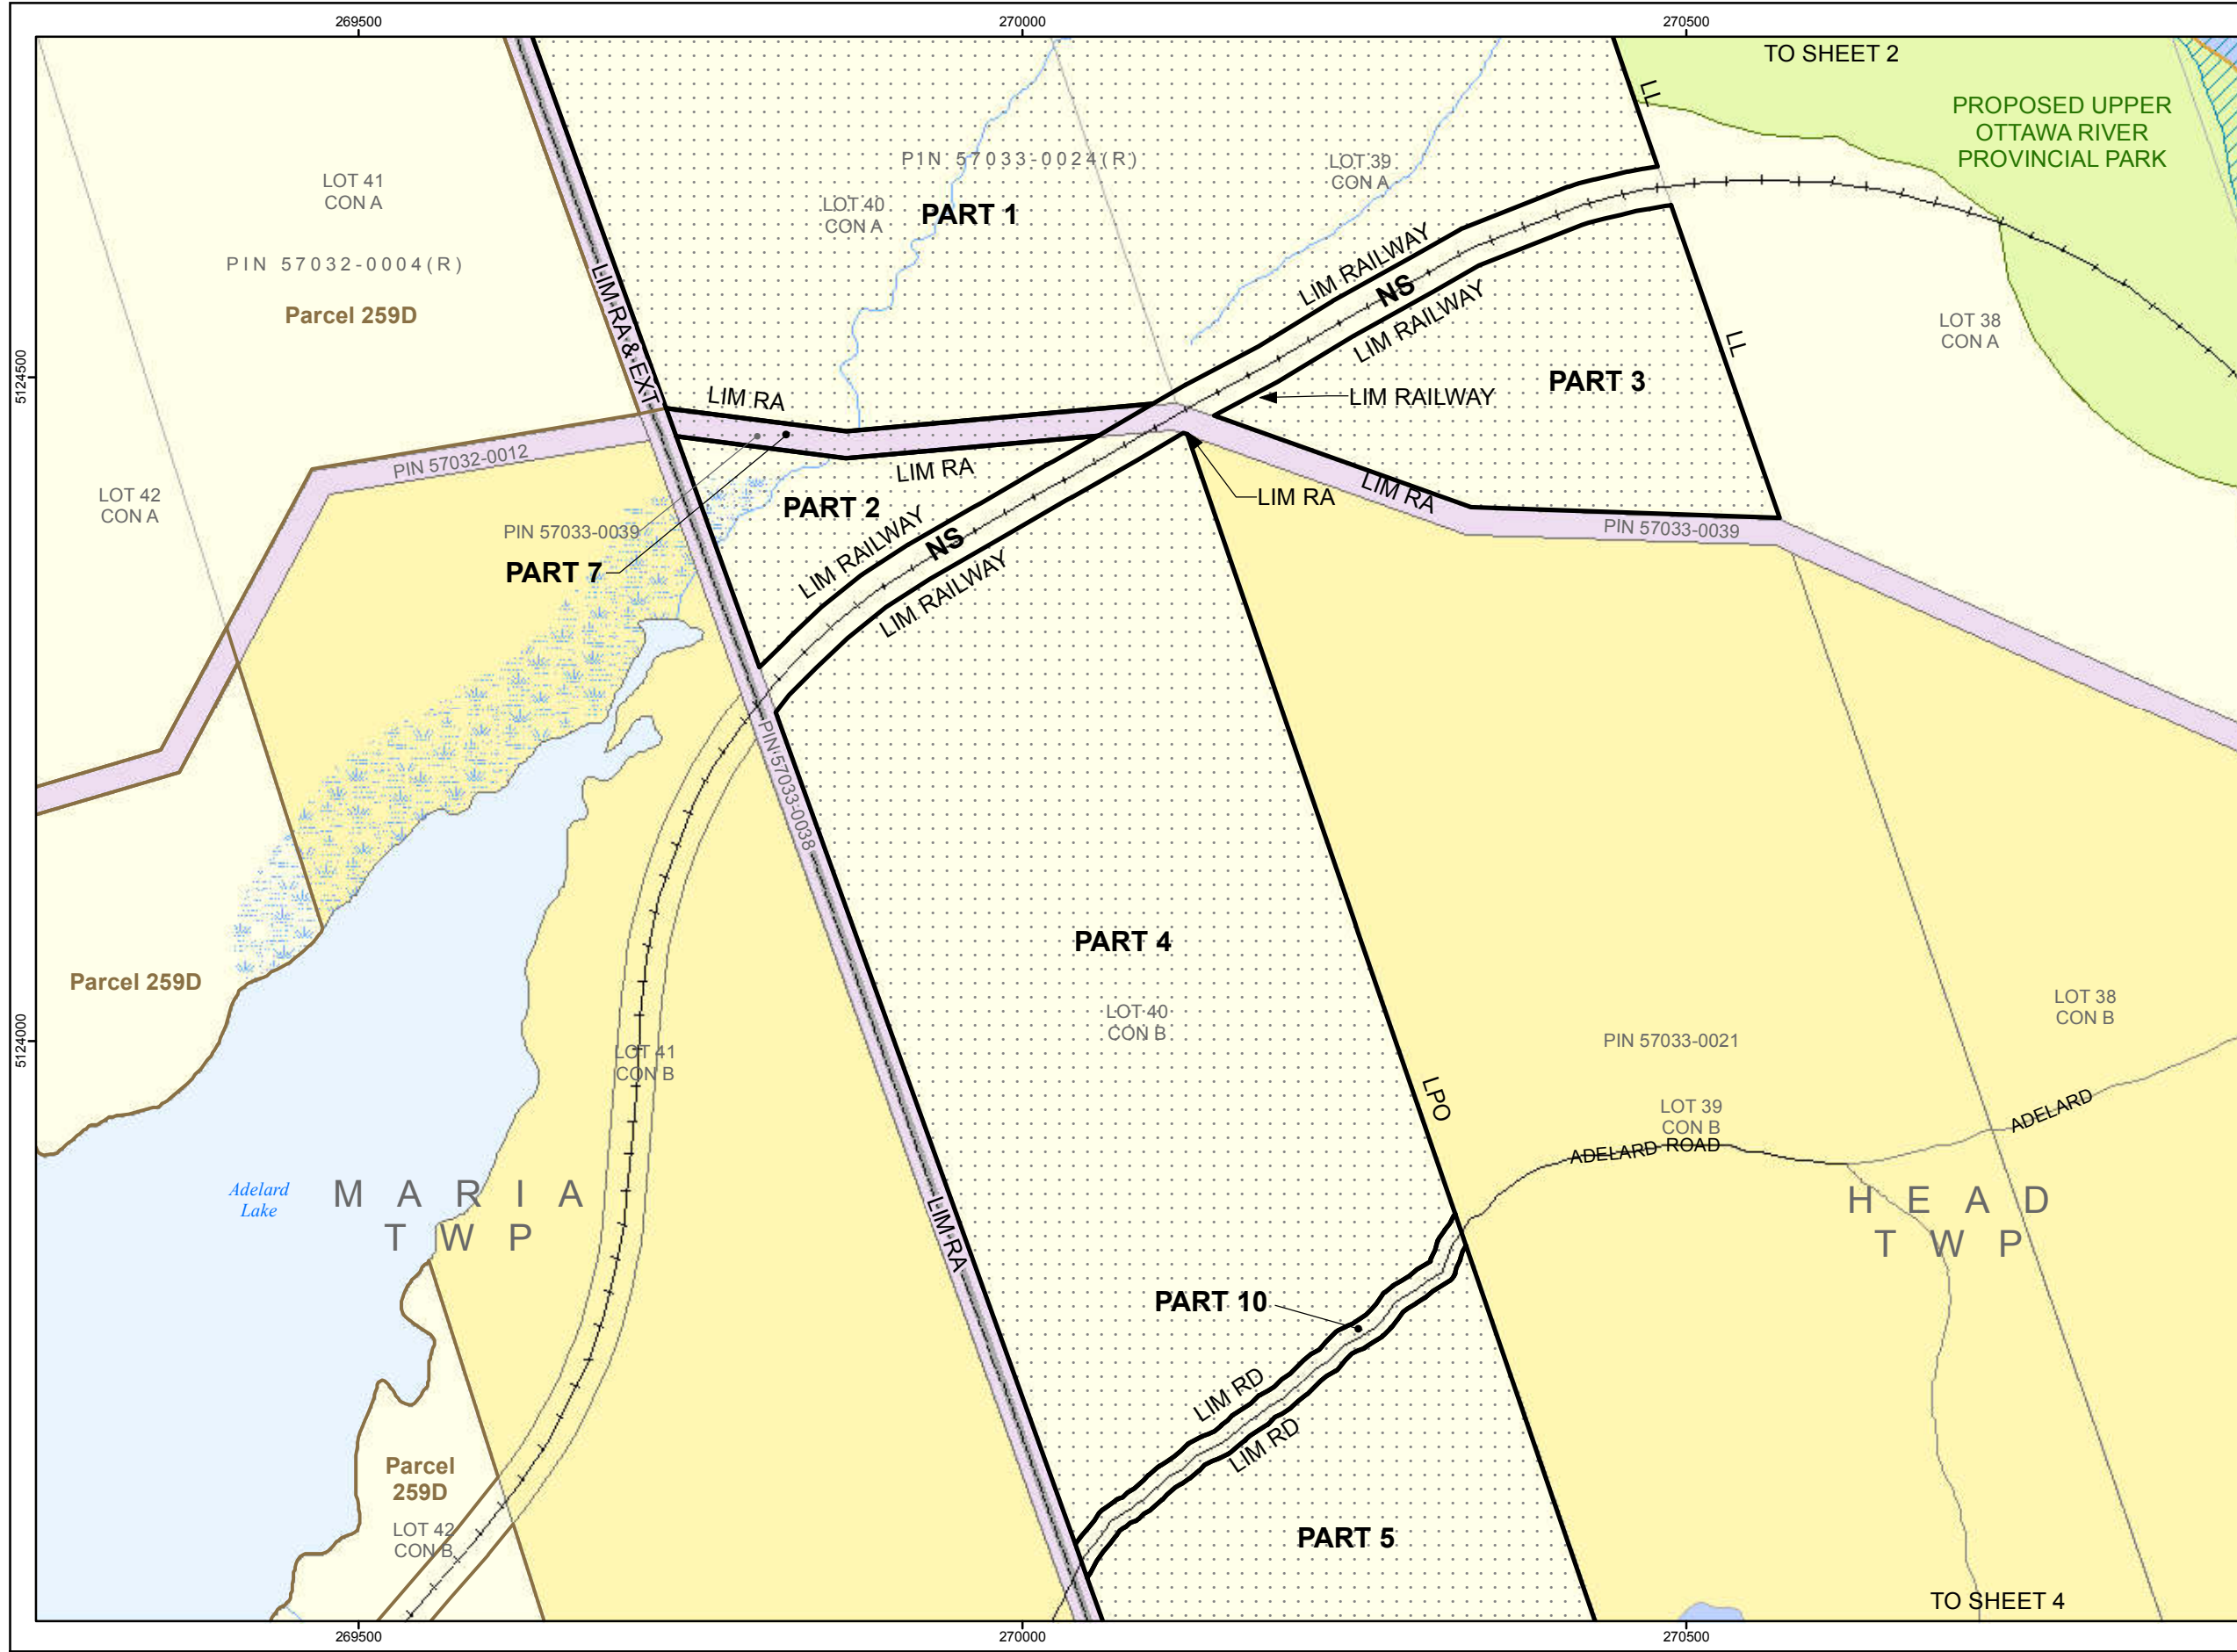 269500
270000
270500
TO SHEET 2
LL
PROPOSED UPPER
OTTAWA RIVER
PROVINCIAL PARK
PIN 57033-0024(R)
LOT 39
CON A
LOT 41
CON A
LOT 40
CON A
PART 1
PIN 57032-0004(R)
LIM RAILWAY
NS
LIM RA & EXT
Parcel 259D
LIM RAILWAY
LL
LOT 38
CON A
5124500
PART 3
LIM RA
LIM RAILWAY
PIN 57032-0012
LIM RA
LIM RA
LIM RA
LOT 42
CON A
PART 2
PIN 57033-0039
PIN 57033-0039
LIM RAILWAY
NS
PART 7
LIM RAILWAY
PIN 57033-0038
PART 4
Parcel 259D
LOT 40
CON B
LOT 38
CON B
5124000
PIN 57033-0021
LOT 41
CON B
LPO
LOT 39
CON B
ADELARD
ADELARD ROAD
Adelard
Lake
MARIA
TWP
HEAD
TWP
LIM RA
PART 10
LIM RD
LIM RD
Parcel
259D
LOT 42
CON B
PART 5
TO SHEET 4
269500
270000
270500